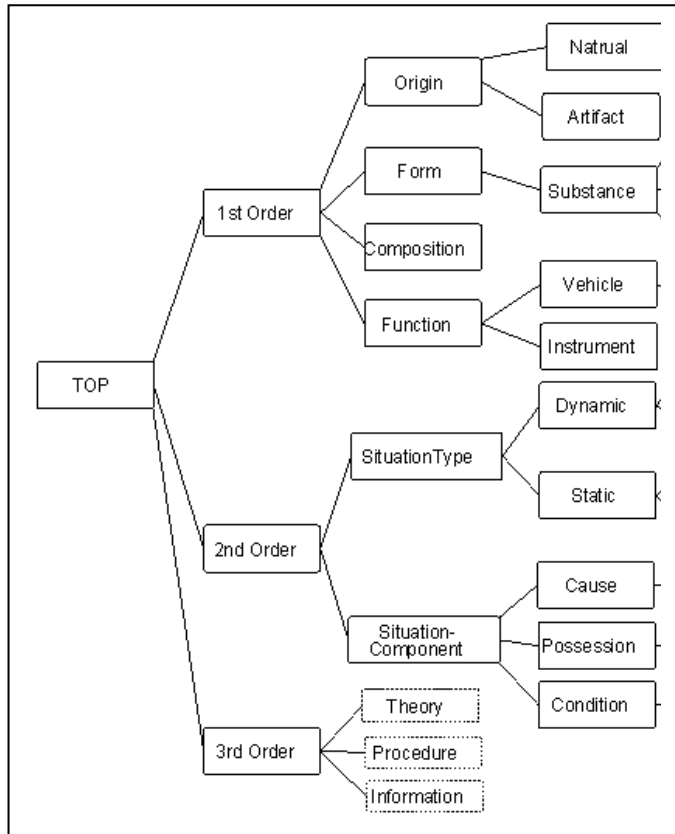 Natrual
Origin
Artifact
Form
Substance
1st Order
Composition
Vehicle
Function
Instrument
TOP
Dynamic
SituationType
Static
2nd Order
Cause
Situation-
Component
Possession
Condition
Theory
3rd Order
Procedure
Information